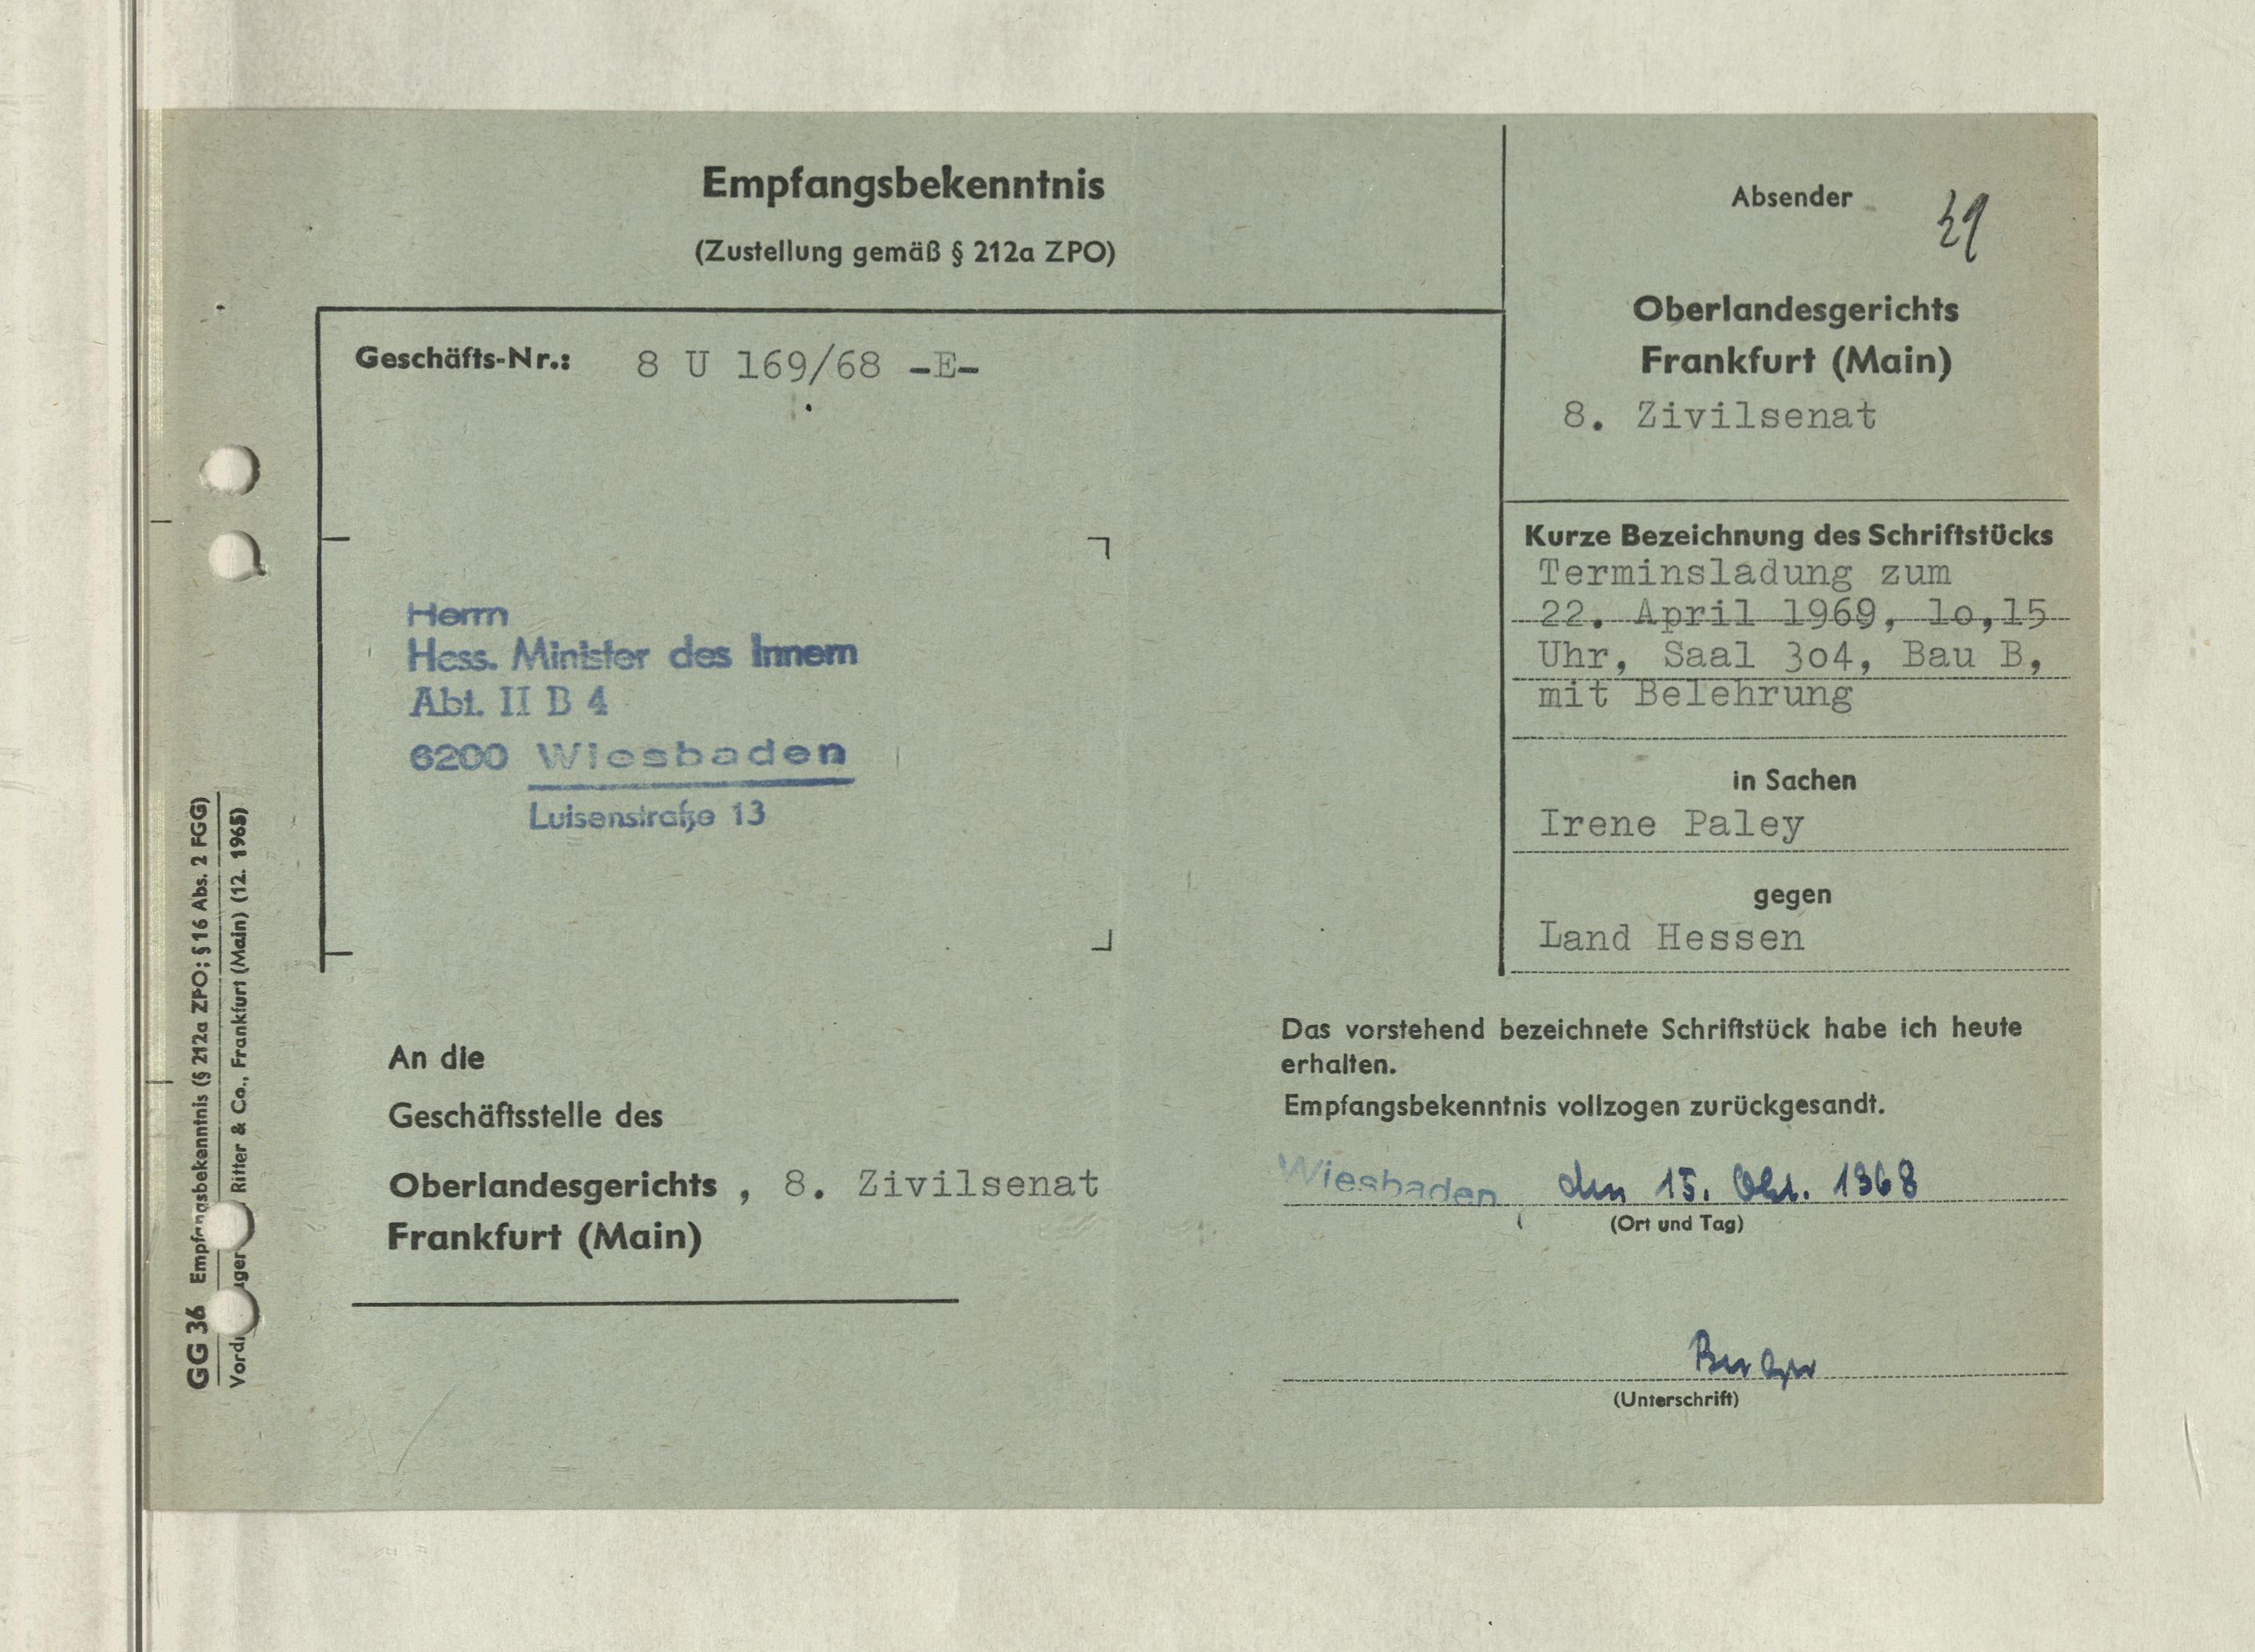 Empfangsbekenntnis
(Zustellung gemäß § 212a ZPO)
Geschäfts-Nr.: 8 U 169/68 -E-
Herrn
Hess. Minister des Innern
Abt. II B 4
6200 Wiesbaden
Luisenstraße 13
An die
Geschäftsstelle des
Oberlandesgerichts , 8. Zivilsenat
Frankfurt (Main)
Absender
Oberlandesgerichts
Frankfurt (Main)
8. Zivilsenat
Kurze Bezeichnung des Schriftstücks
Terminsladung zum
22. April 1969, 1o,15
Uhr, Saal 3o4, Bau B,
mit Belehrung
in Sachen
Irene Paley
gegen
Land Hessen
Das vorstehend bezeichnete Schriftstück habe ich heute
erhalten.
Empfangsbekenntnis vollzogen zurückgesandt.
Wiesbaden, den 15. Okt. 1968
(Ort und Tag)
(Unterschrift)
GG 36 Empfangsbekenntnis (§ 212a ZPO; § 16 Abs. 2 FGG)
Ritter & Co., Frankfurt (Main) (12. 1965)